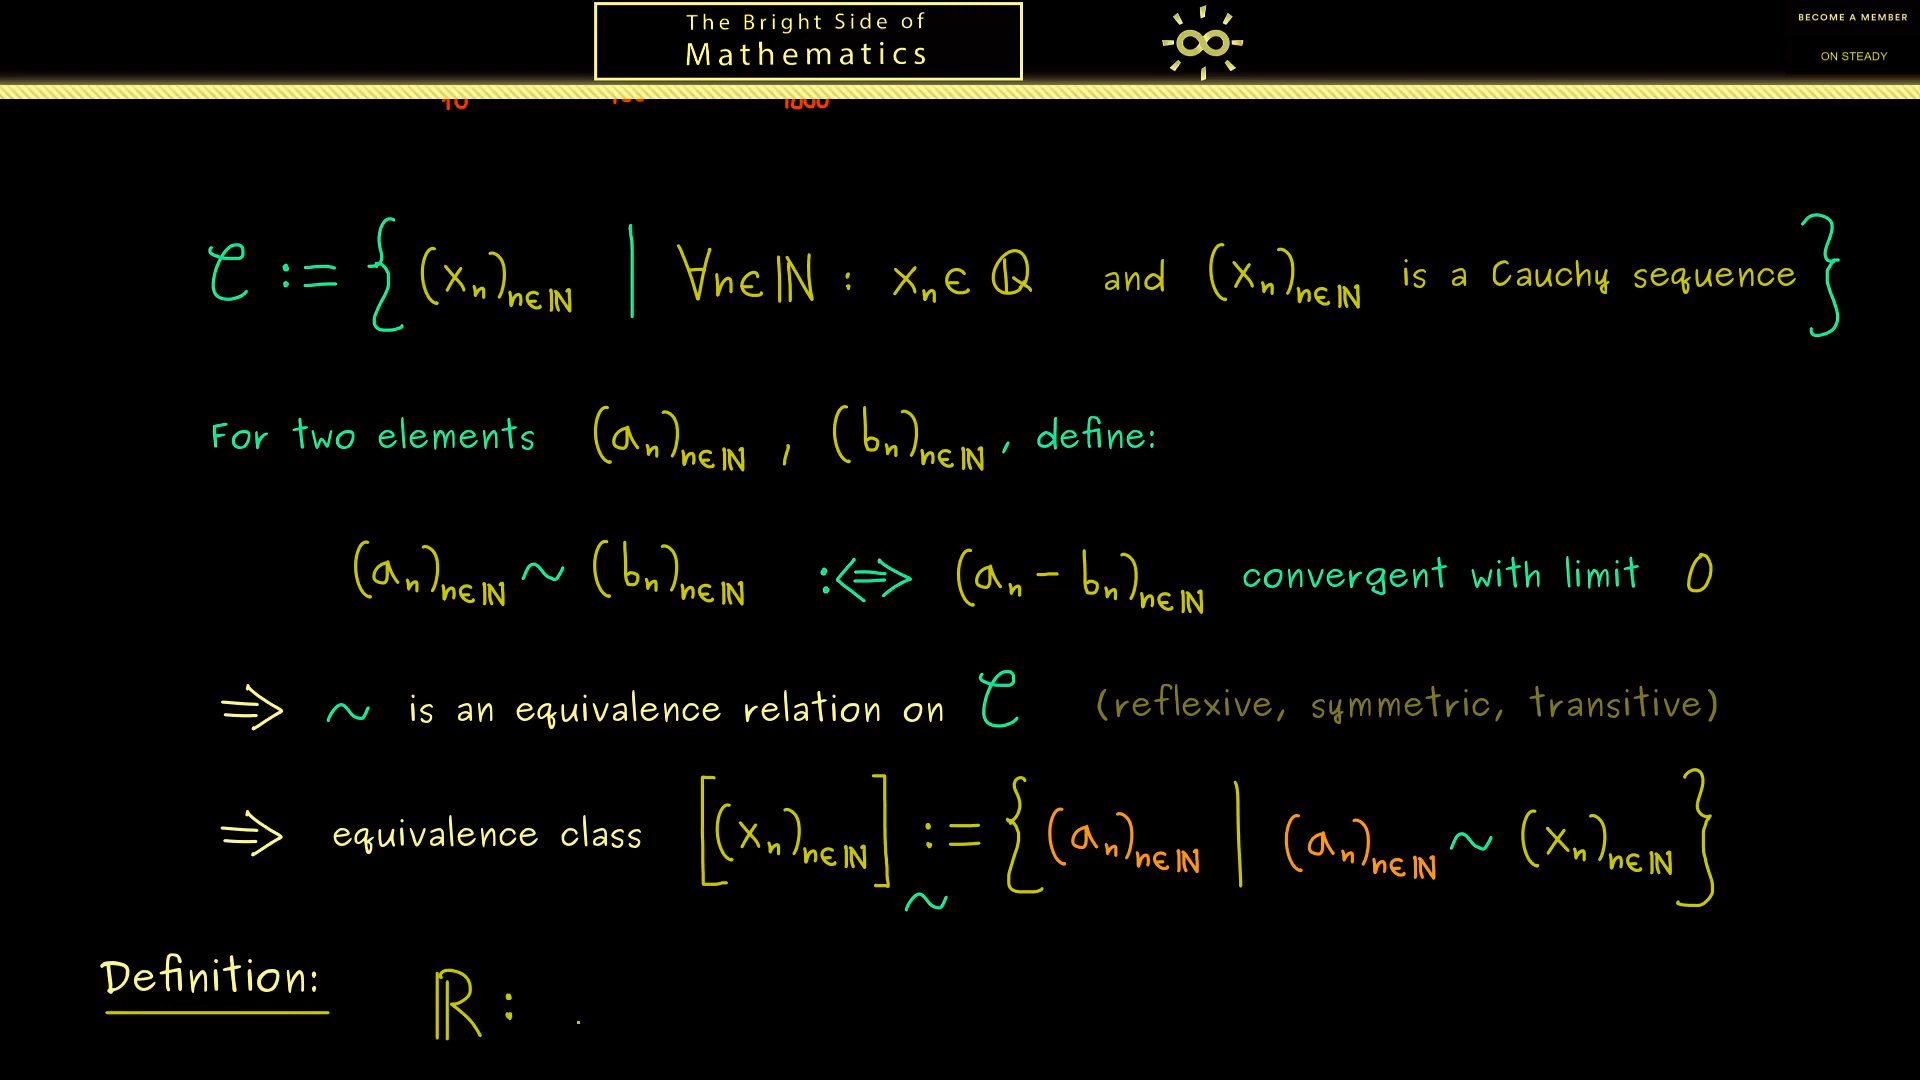 The Bright Side of
Mathematics
BECOME A MEMBER
ON STEADY
𝒞 := { (xₙ)ₙ∈ℕ | ∀n∈ℕ : xₙ ∈ ℚ and (xₙ)ₙ∈ℕ is a Cauchy sequence }
For two elements (aₙ)ₙ∈ℕ , (bₙ)ₙ∈ℕ , define:
(aₙ)ₙ∈ℕ ~ (bₙ)ₙ∈ℕ :⇔ (aₙ − bₙ)ₙ∈ℕ convergent with limit 0
⇒ ~ is an equivalence relation on 𝒞 (reflexive, symmetric, transitive)
⇒ equivalence class [(xₙ)ₙ∈ℕ]~ := { (aₙ)ₙ∈ℕ | (aₙ)ₙ∈ℕ ~ (xₙ)ₙ∈ℕ }
Definition: ℝ :